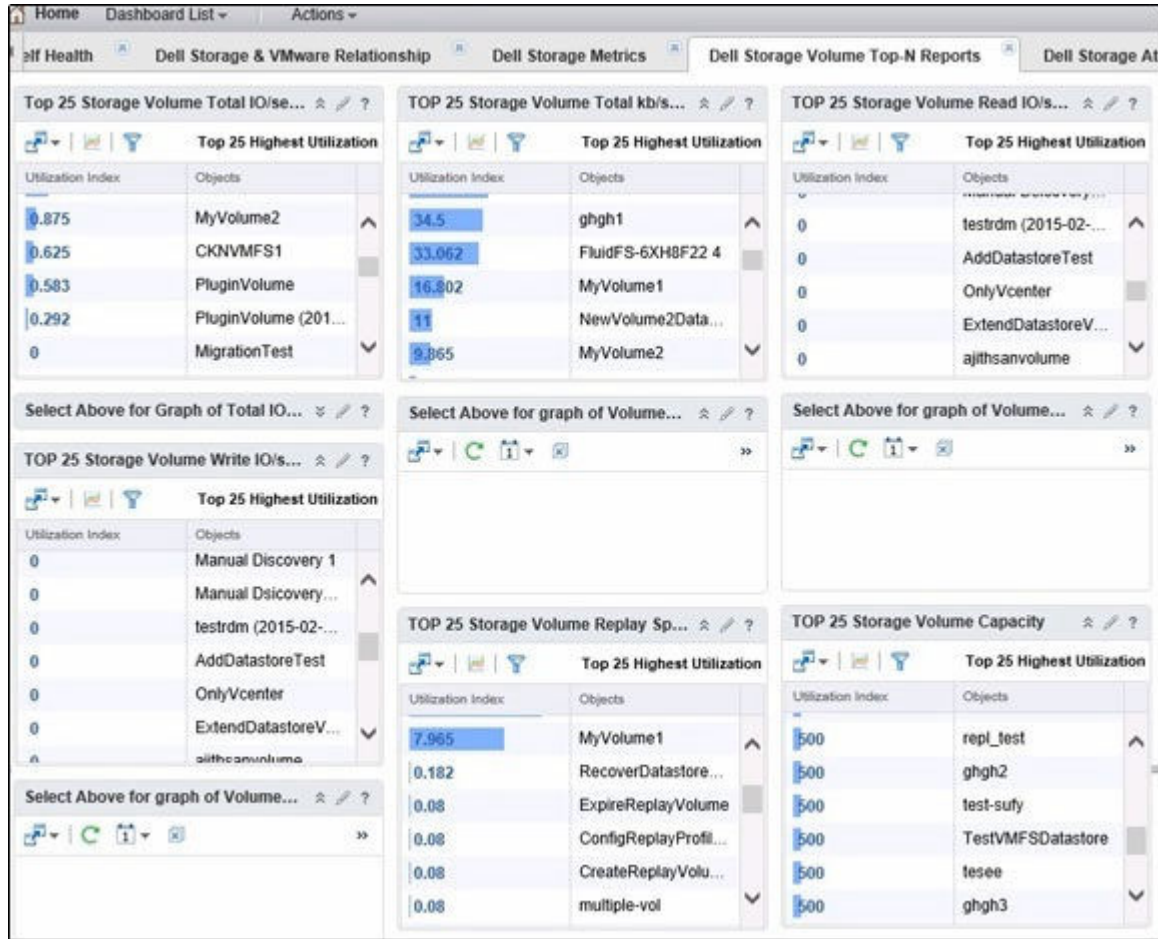 Home Dashboard List Actions
elf Health Dell Storage & VMware Relationship Dell Storage Metrics Dell Storage Volume Top-N Reports Dell Storage At
Top 25 Storage Volume Total IO/se... ?
Top 25 Highest Utilization
Utilization Index Objects
0.875 MyVolume2
0.625 CKNVMFS1
0.583 PluginVolume
0.292 PluginVolume (201...
0 MigrationTest
Select Above for Graph of Total IO... ?
TOP 25 Storage Volume Write IO/s... ?
Top 25 Highest Utilization
Utilization Index Objects
0 Manual Discovery 1
0 Manual Dsicovery...
0 testrdm (2015-02-...
0 AddDatastoreTest
0 OnlyVcenter
0 ExtendDatastoreV...
0 ajithsanvolume
Select Above for graph of Volume... ?
1 »
TOP 25 Storage Volume Total kb/s... ?
Top 25 Highest Utilization
Utilization Index Objects
34.5 ghgh1
33.062 FluidFS-6XH8F22 4
16.802 MyVolume1
11 NewVolume2Data...
9.865 MyVolume2
Select Above for graph of Volume... ?
1 »
TOP 25 Storage Volume Replay Sp... ?
Top 25 Highest Utilization
Utilization Index Objects
7.965 MyVolume1
0.182 RecoverDatastore...
0.08 ExpireReplayVolume
0.08 ConfigReplayProfil...
0.08 CreateReplayVolu...
0.08 multiple-vol
TOP 25 Storage Volume Read IO/s... ?
Top 25 Highest Utilization
Utilization Index Objects
0 testrdm (2015-02-...
0 AddDatastoreTest
0 OnlyVcenter
0 ExtendDatastoreV...
0 ajithsanvolume
Select Above for graph of Volume... ?
1 »
TOP 25 Storage Volume Capacity ?
Top 25 Highest Utilization
Utilization Index Objects
500 repl_test
500 ghgh2
500 test-sufy
500 TestVMFSDatastore
500 tesee
500 ghgh3